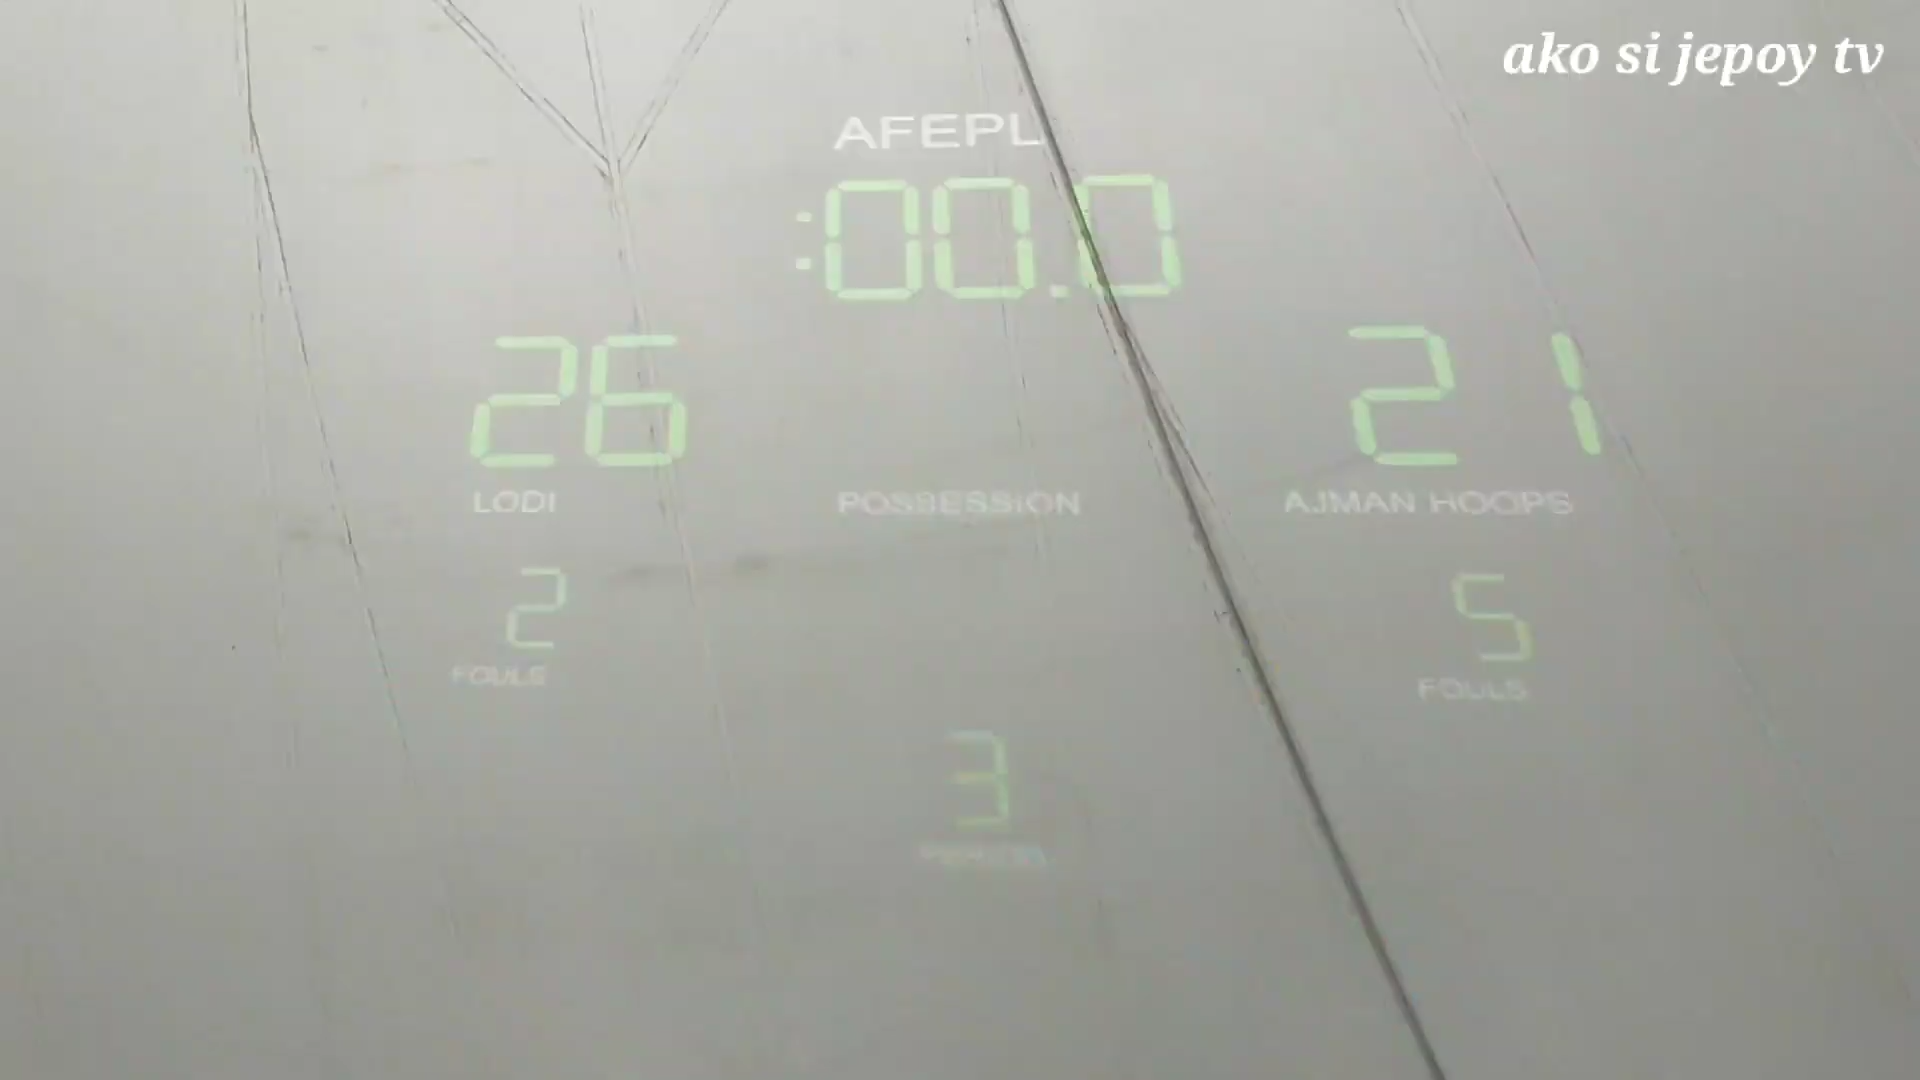 ako si jepoy tv
AFEPL
:00.0
26 21
LODI POSSESSION AJMAN HOOPS
2 5
FOULS FOULS
3